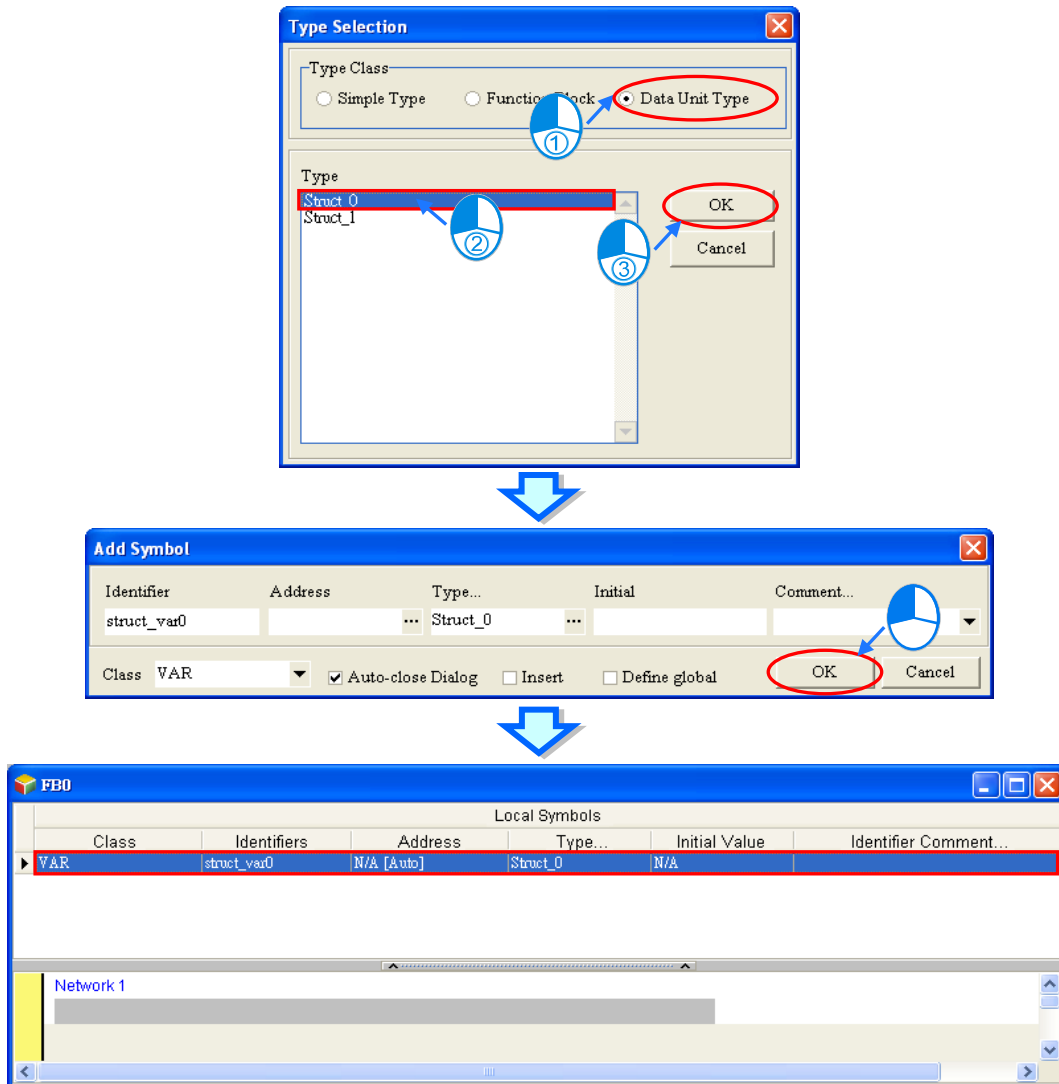 Type Selection
Type Class
Simple Type Function Block Data Unit Type
①
Type
Struct_0
Struct_1
OK
Cancel
②
③
Add Symbol
Identifier Address Type... Initial Comment...
struct_var0 ... Struct_0 ...
Class VAR Auto-close Dialog Insert Define global OK Cancel
FB0
Local Symbols
Class Identifiers Address Type... Initial Value Identifier Comment...
VAR struct_var0 N/A [Auto] Struct_0 N/A
Network 1